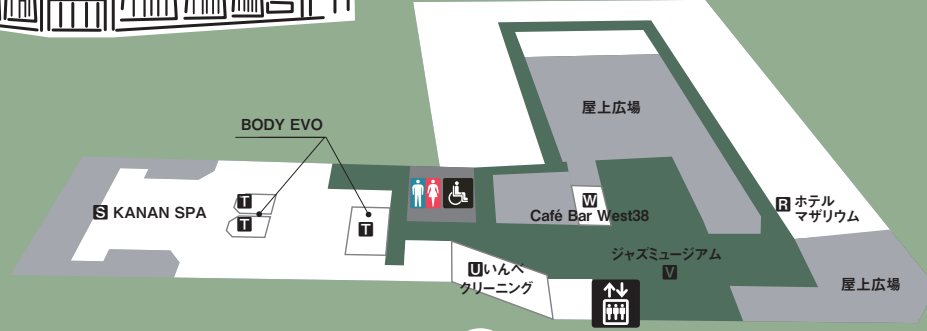 屋上広場
BODY EVO
S KANAN SPA
T
T
T
W
Café Bar West38
R ホテル
マザリウム
ジャズミュージアム
V
Uいんべ
クリーニング
屋上広場